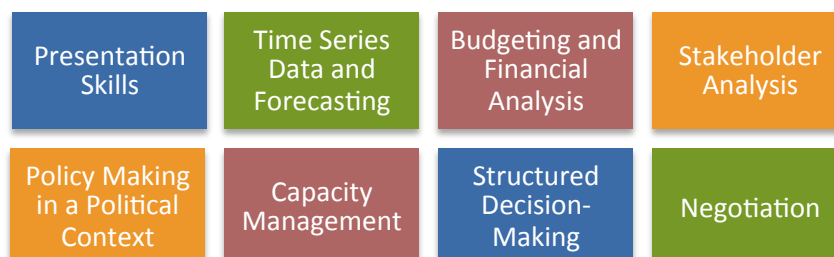 Presentation
Skills
Time Series
Data and
Forecasting
Budgeting and
Financial
Analysis
Stakeholder
Analysis
Policy Making
in a Political
Context
Capacity
Management
Structured
Decision-
Making
Negotiation